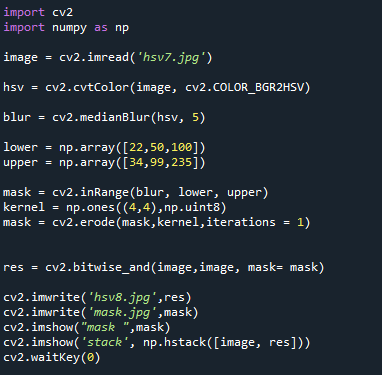 import cv2
import numpy as np
image = cv2.imread('hsv7.jpg')
hsv = cv2.cvtColor(image, cv2.COLOR_BGR2HSV)
blur = cv2.medianBlur(hsv, 5)
lower = np.array([22,50,100])
upper = np.array([34,99,235])
mask = cv2.inRange(blur, lower, upper)
kernel = np.ones((4,4),np.uint8)
mask = cv2.erode(mask,kernel,iterations = 1)
res = cv2.bitwise_and(image,image, mask= mask)
cv2.imwrite('hsv8.jpg',res)
cv2.imwrite('mask.jpg',mask)
cv2.imshow("mask ",mask)
cv2.imshow('stack', np.hstack([image, res]))
cv2.waitKey(0)